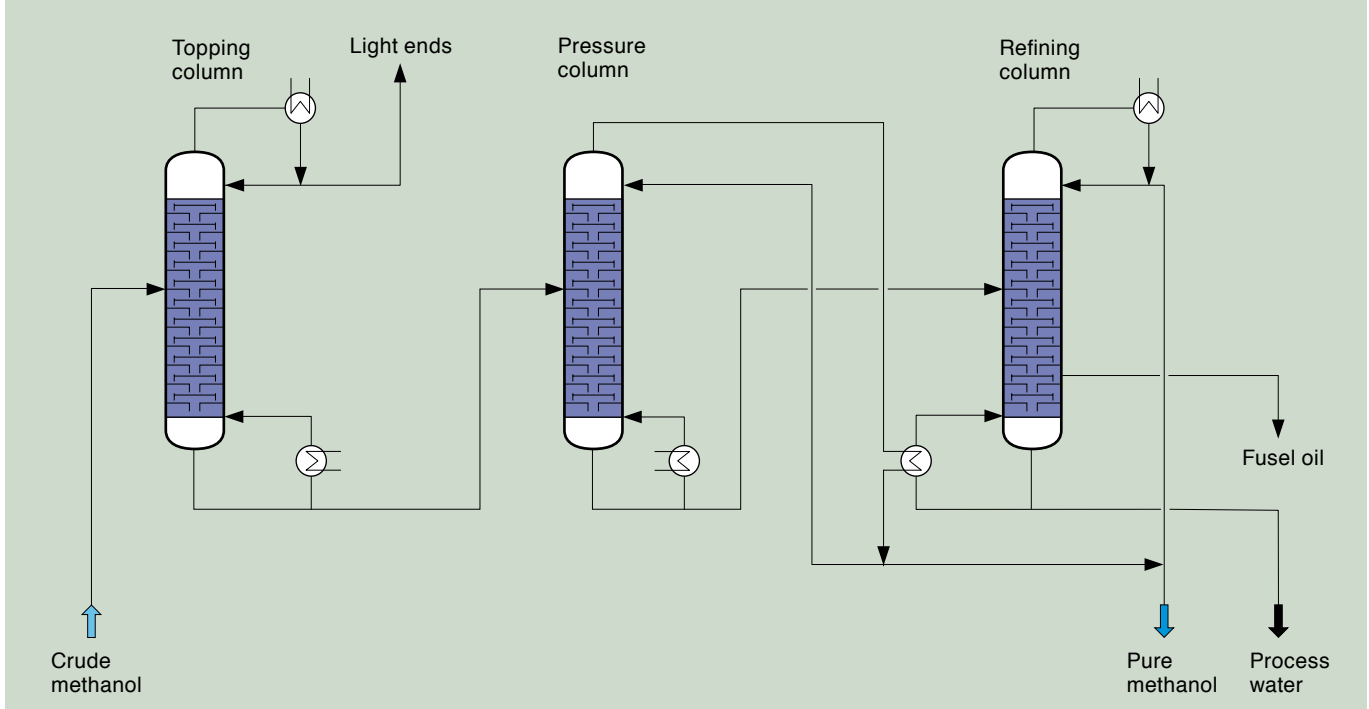 Topping
column
Light ends
Pressure
column
Refining
column
Fusel oil
Crude
methanol
Pure
methanol
Process
water